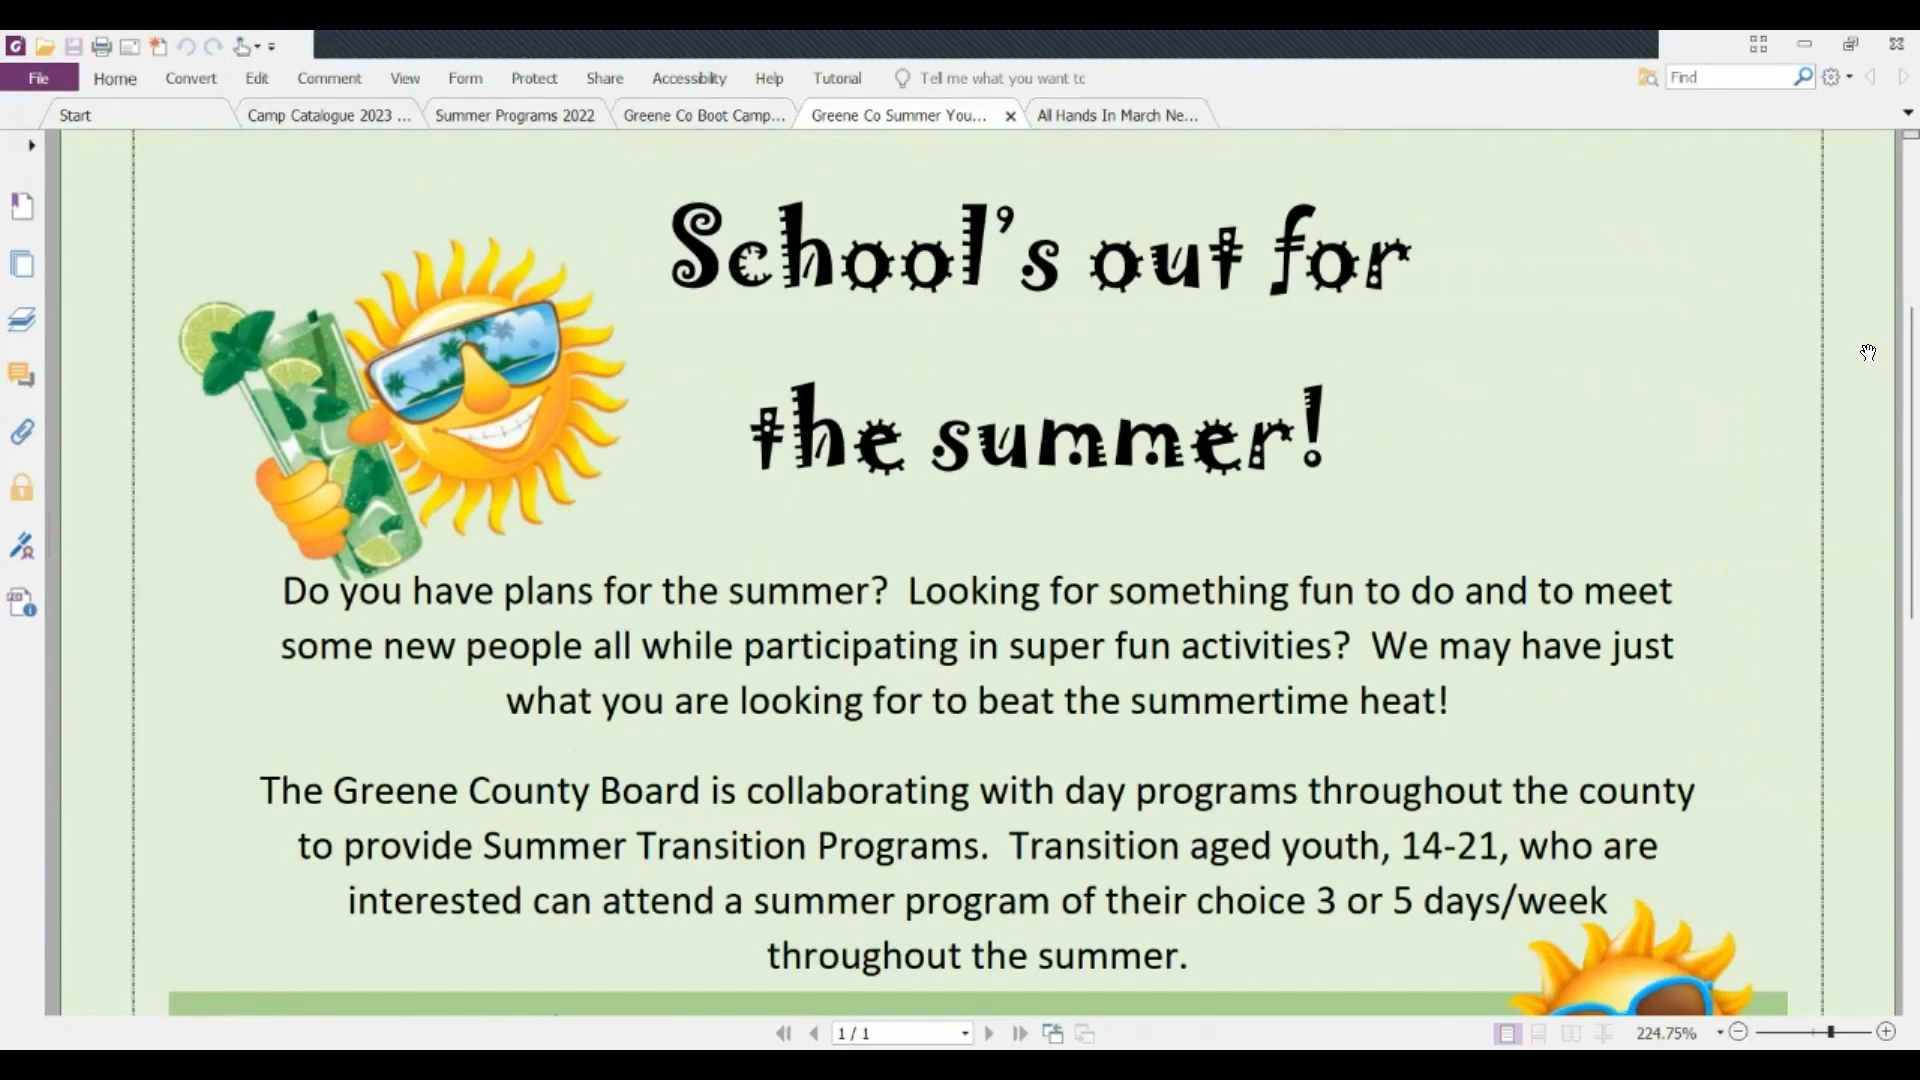 File Home Convert Edit Comment View Form Protect Share Accessibility Help Tutorial Tell me what you want tc Find
Start Camp Catalogue 2023 ... Summer Programs 2022 Greene Co Boot Camp... Greene Co Summer You... All Hands In March Ne...
School's out for
the summer!
Do you have plans for the summer? Looking for something fun to do and to meet
some new people all while participating in super fun activities? We may have just
what you are looking for to beat the summertime heat!
The Greene County Board is collaborating with day programs throughout the county
to provide Summer Transition Programs. Transition aged youth, 14-21, who are
interested can attend a summer program of their choice 3 or 5 days/week
throughout the summer.
1 / 1 224.75%